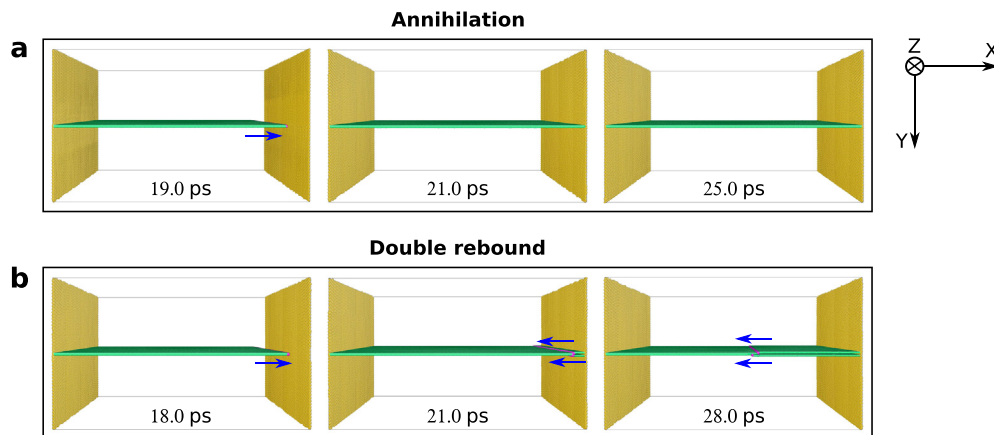 Annihilation
a
Z
X
Y
19.0 ps
21.0 ps
25.0 ps
Double rebound
b
18.0 ps
21.0 ps
28.0 ps